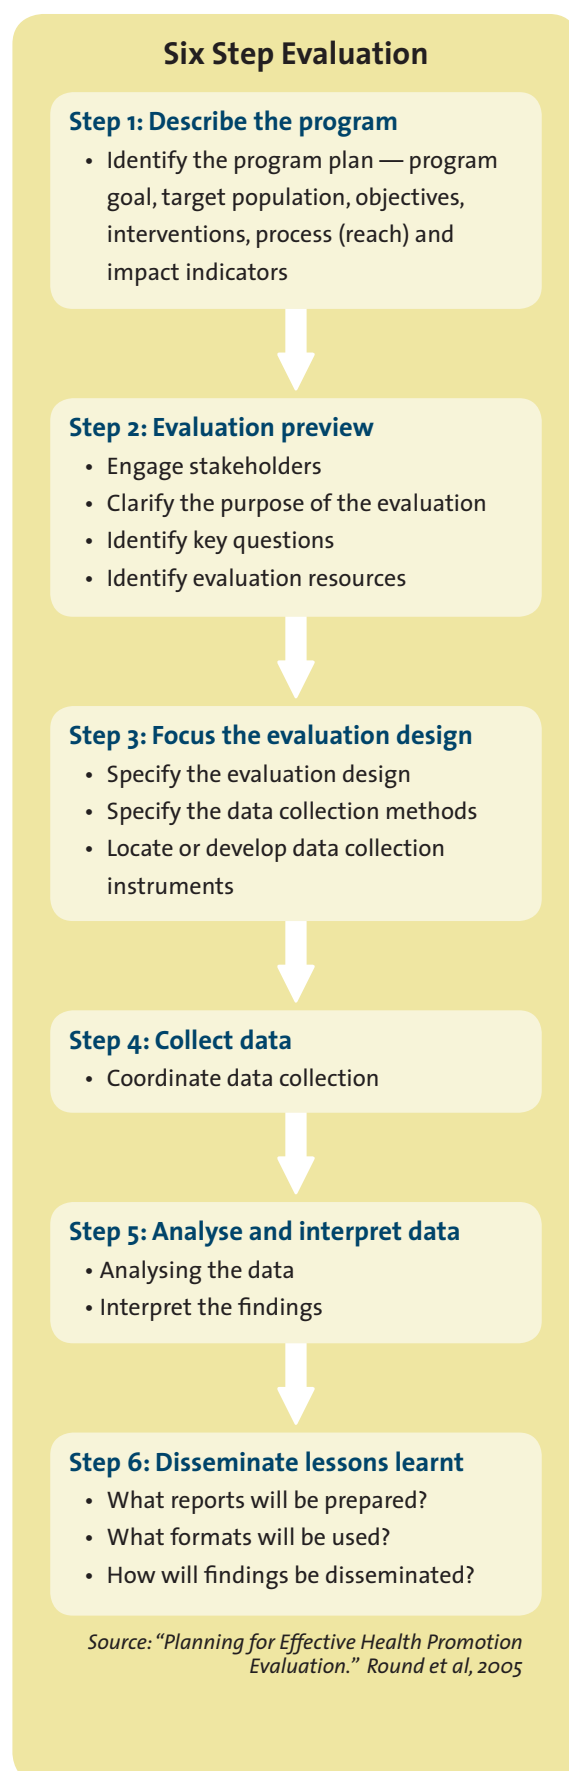 Six Step Evaluation
Step 1: Describe the program
• Identify the program plan — program
goal, target population, objectives,
interventions, process (reach) and
impact indicators
Step 2: Evaluation preview
• Engage stakeholders
• Clarify the purpose of the evaluation
• Identify key questions
• Identify evaluation resources
Step 3: Focus the evaluation design
• Specify the evaluation design
• Specify the data collection methods
• Locate or develop data collection
instruments
Step 4: Collect data
• Coordinate data collection
Step 5: Analyse and interpret data
• Analysing the data
• Interpret the findings
Step 6: Disseminate lessons learnt
• What reports will be prepared?
• What formats will be used?
• How will findings be disseminated?
Source: “Planning for Effective Health Promotion
Evaluation.” Round et al, 2005